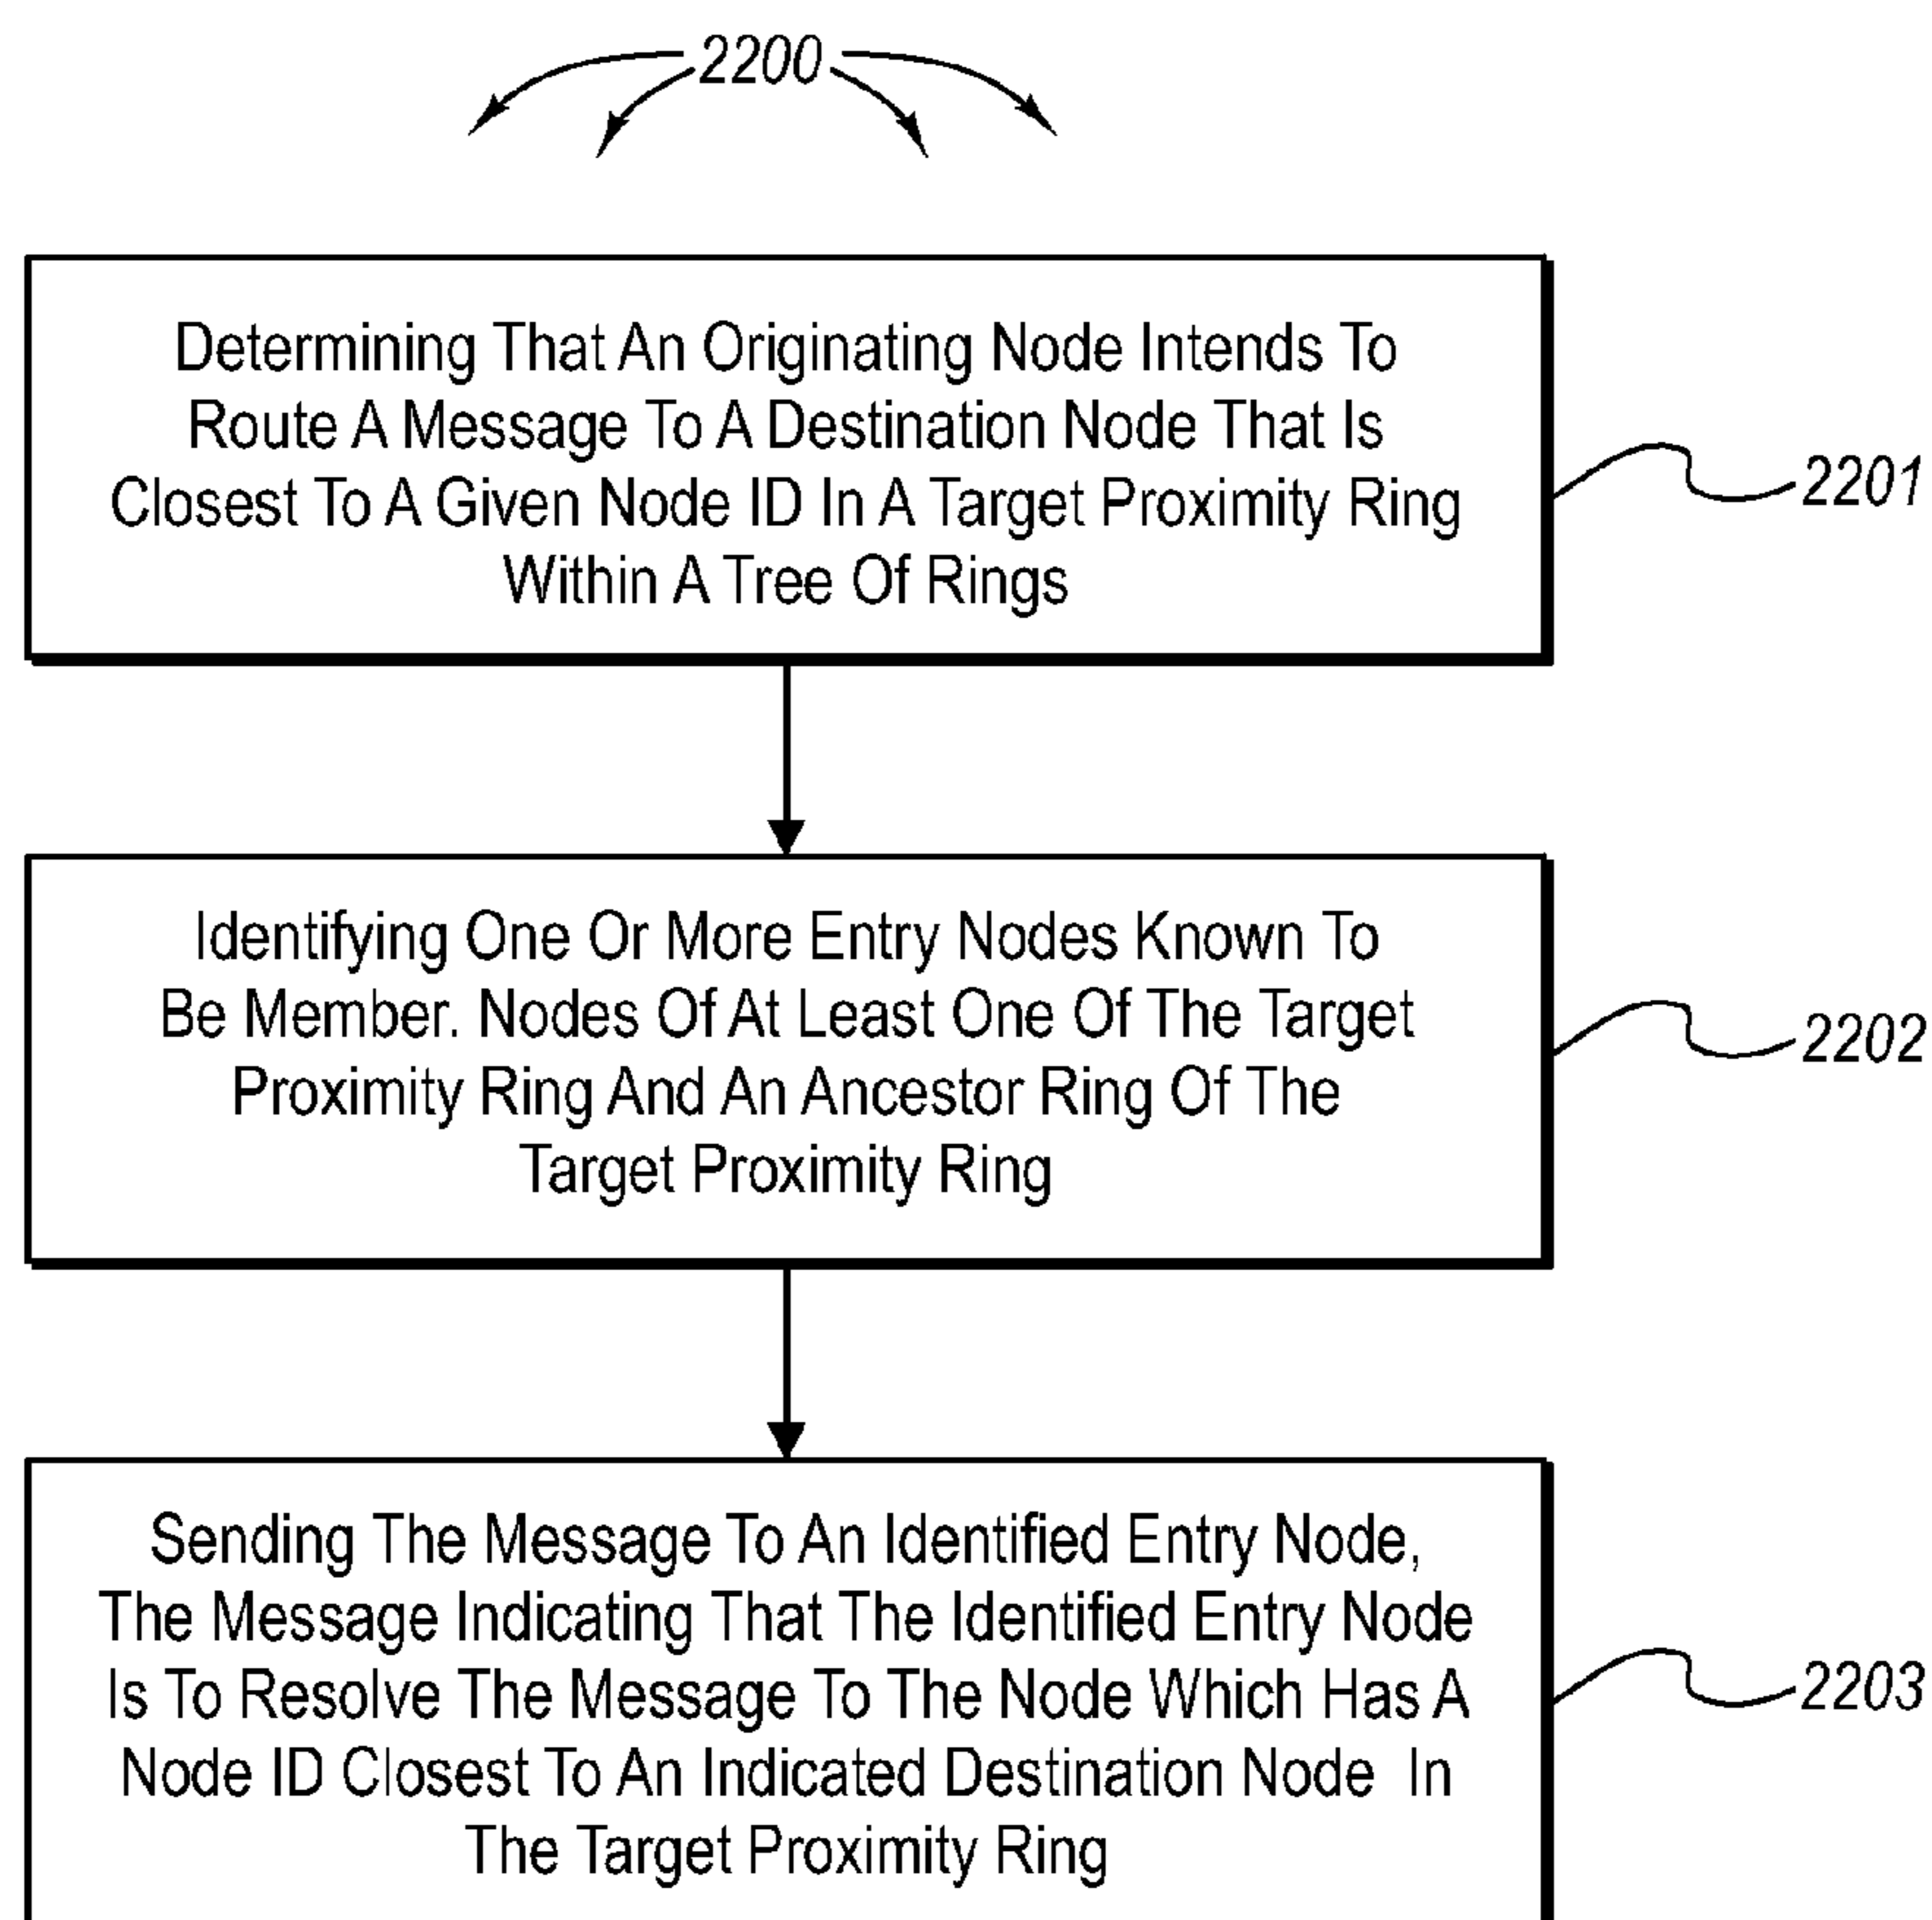 2200
Determining That An Originating Node Intends To
Route A Message To A Destination Node That Is
Closest To A Given Node ID In A Target Proximity Ring
Within A Tree Of Rings
2201
Identifying One Or More Entry Nodes Known To
Be Member. Nodes Of At Least One Of The Target
Proximity Ring And An Ancestor Ring Of The
Target Proximity Ring
2202
Sending The Message To An Identified Entry Node,
The Message Indicating That The Identified Entry Node
Is To Resolve The Message To The Node Which Has A
Node ID Closest To An Indicated Destination Node In
The Target Proximity Ring
2203